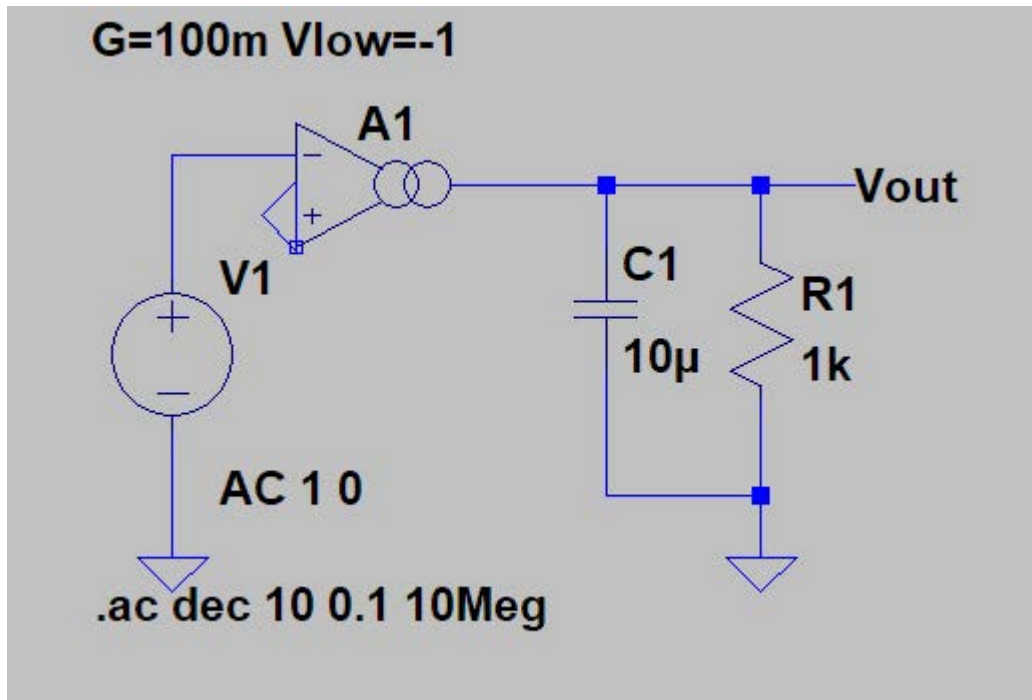 G=100m Vlow=-1
A1
V1
C1
10µ
R1
1k
Vout
AC 1 0
.ac dec 10 0.1 10Meg